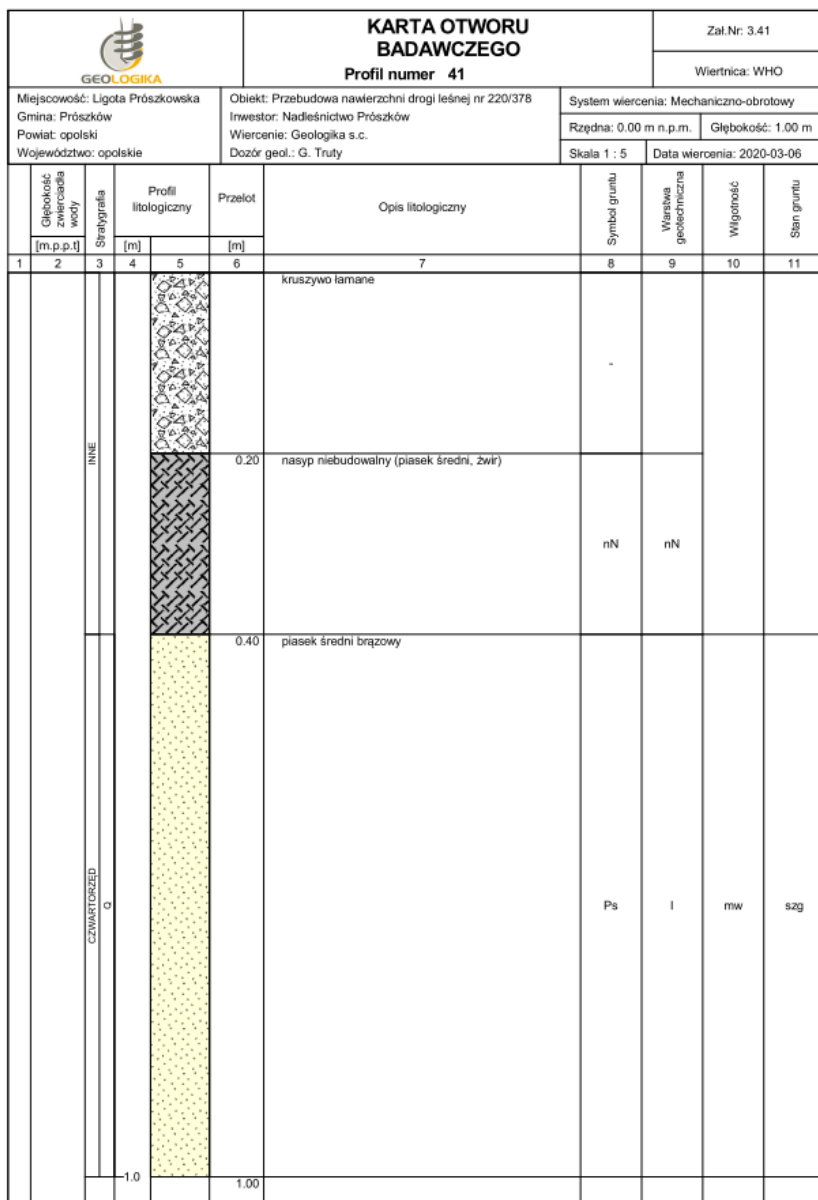 GEOLOGIKA
KARTA OTWORU
BADAWCZEGO
Profil numer 41
Zał.Nr: 3.41
Wiertnica: WHO
Miejscowość: Ligota Prószkowska
Gmina: Prószków
Powiat: opolski
Województwo: opolskie
Obiekt: Przebudowa nawierzchni drogi leśnej nr 220/378
Inwestor: Nadleśnictwo Prószków
Wiercenie: Geologika s.c.
Dozór geol.: G. Truty
System wiercenia: Mechaniczno-obrotowy
Rzędna: 0.00 m n.p.m.
Głębokość: 1.00 m
Skala 1 : 5
Data wiercenia: 2020-03-06
Głębokość
zwierciadła
wody
[m.p.p.t]
Stratygrafia
Profil
litologiczny
[m]
Przelot
[m]
Opis litologiczny
Symbol gruntu
Warstwa
geotechniczna
Wilgotność
Stan gruntu
1 2 3 4 5 6 7 8 9 10 11
kruszywo łamane
-
INNE
0.20 nasyp niebudowalny (piasek średni, żwir)
nN nN
0.40 piasek średni brązowy
CZWARTORZĘD
Q
Ps I mw szg
1.0
1.00